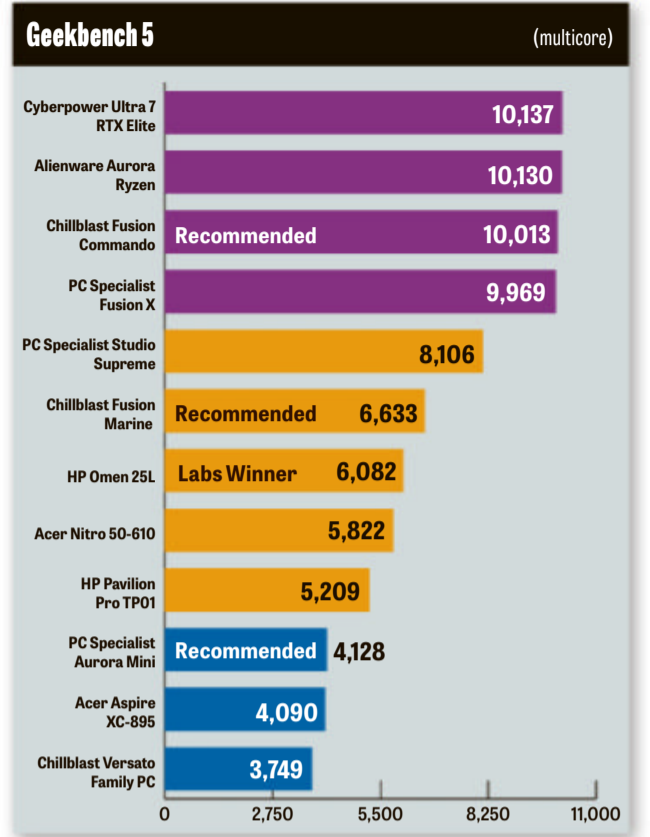 Geekbench 5 (multicore)
Cyberpower Ultra 7
RTX Elite
10,137
Alienware Aurora
Ryzen
10,130
Chillblast Fusion
Commando
Recommended 10,013
PC Specialist
Fusion X
9,969
PC Specialist Studio
Supreme
8,106
Chillblast Fusion
Marine
Recommended 6,633
HP Omen 25L
Labs Winner 6,082
Acer Nitro 50-610
5,822
HP Pavilion
Pro TP01
5,209
PC Specialist
Aurora Mini
Recommended 4,128
Acer Aspire
XC-895
4,090
Chillblast Versato
Family PC
3,749
0 2,750 5,500 8,250 11,000